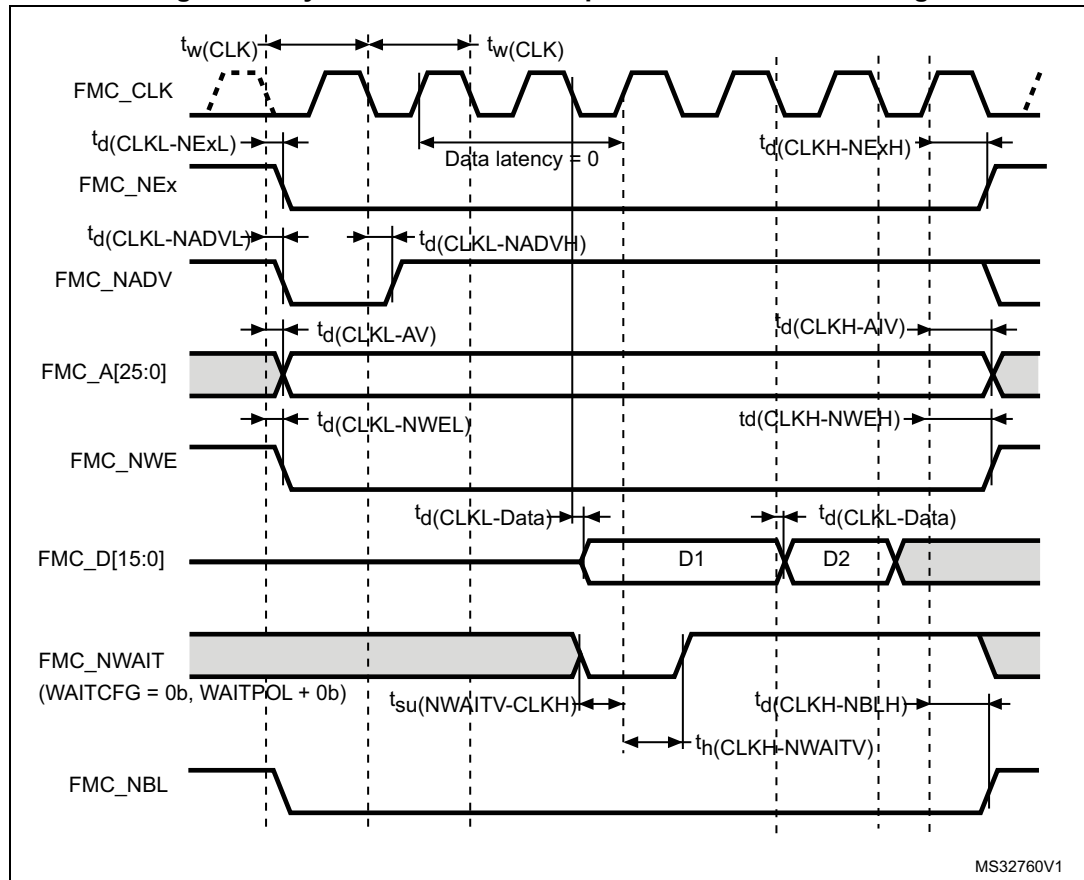 tw(CLK) tw(CLK)
FMC_CLK
td(CLKL-NExL) Data latency = 0 td(CLKH-NExH)
FMC_NEx
td(CLKL-NADVL) td(CLKL-NADVH)
FMC_NADV
td(CLKL-AV) td(CLKH-AIV)
FMC_A[25:0]
td(CLKL-NWEL) td(CLKH-NWEH)
FMC_NWE
td(CLKL-Data) td(CLKL-Data)
FMC_D[15:0] D1 D2
FMC_NWAIT
(WAITCFG = 0b, WAITPOL + 0b)
tsu(NWAITV-CLKH) td(CLKH-NBLH)
th(CLKH-NWAITV)
FMC_NBL
MS32760V1